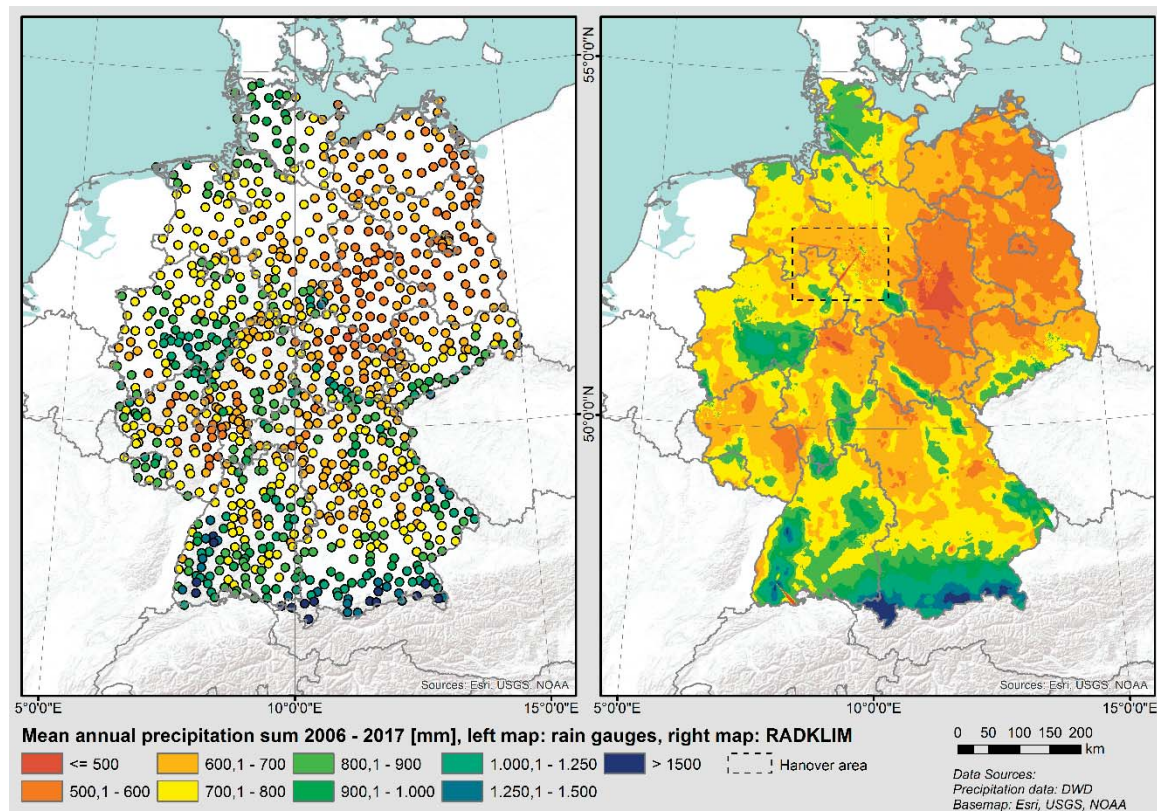 55°0'0"N
50°0'0"N
Sources: Esri, USGS, NOAA
Sources: Esri, USGS, NOAA
5°0'0"E
10°0'0"E
15°0'0"E
5°0'0"E
10°0'0"E
15°0'0"E
Mean annual precipitation sum 2006 - 2017 [mm], left map: rain gauges, right map: RADKLIM
<= 500
600,1 - 700
800,1 - 900
1.000,1 - 1.250
> 1500
Hanover area
500,1 - 600
700,1 - 800
900,1 - 1.000
1.250,1 - 1.500
0 50 100 150 200
km
Data Sources:
Precipitation data: DWD
Basemap: Esri, USGS, NOAA